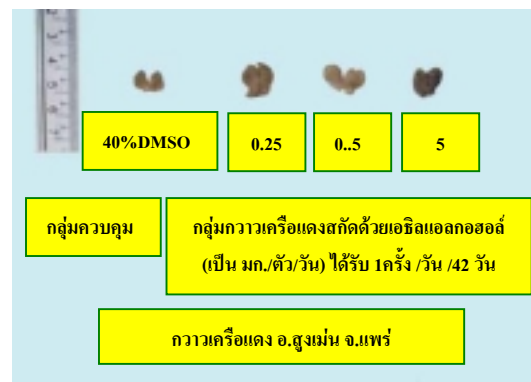 40%DMSO
0.25
0..5
5
กลุ่มควบคุม
กลุ่มกวาวเครือแดงสกัดด้วยเอธิลแอลกอฮอล์
(เป็น มก./ตัว/วัน) ได้รับ 1ครั้ง /วัน /42 วัน
กวาวเครือแดง อ.สูงเม่น จ.แพร่